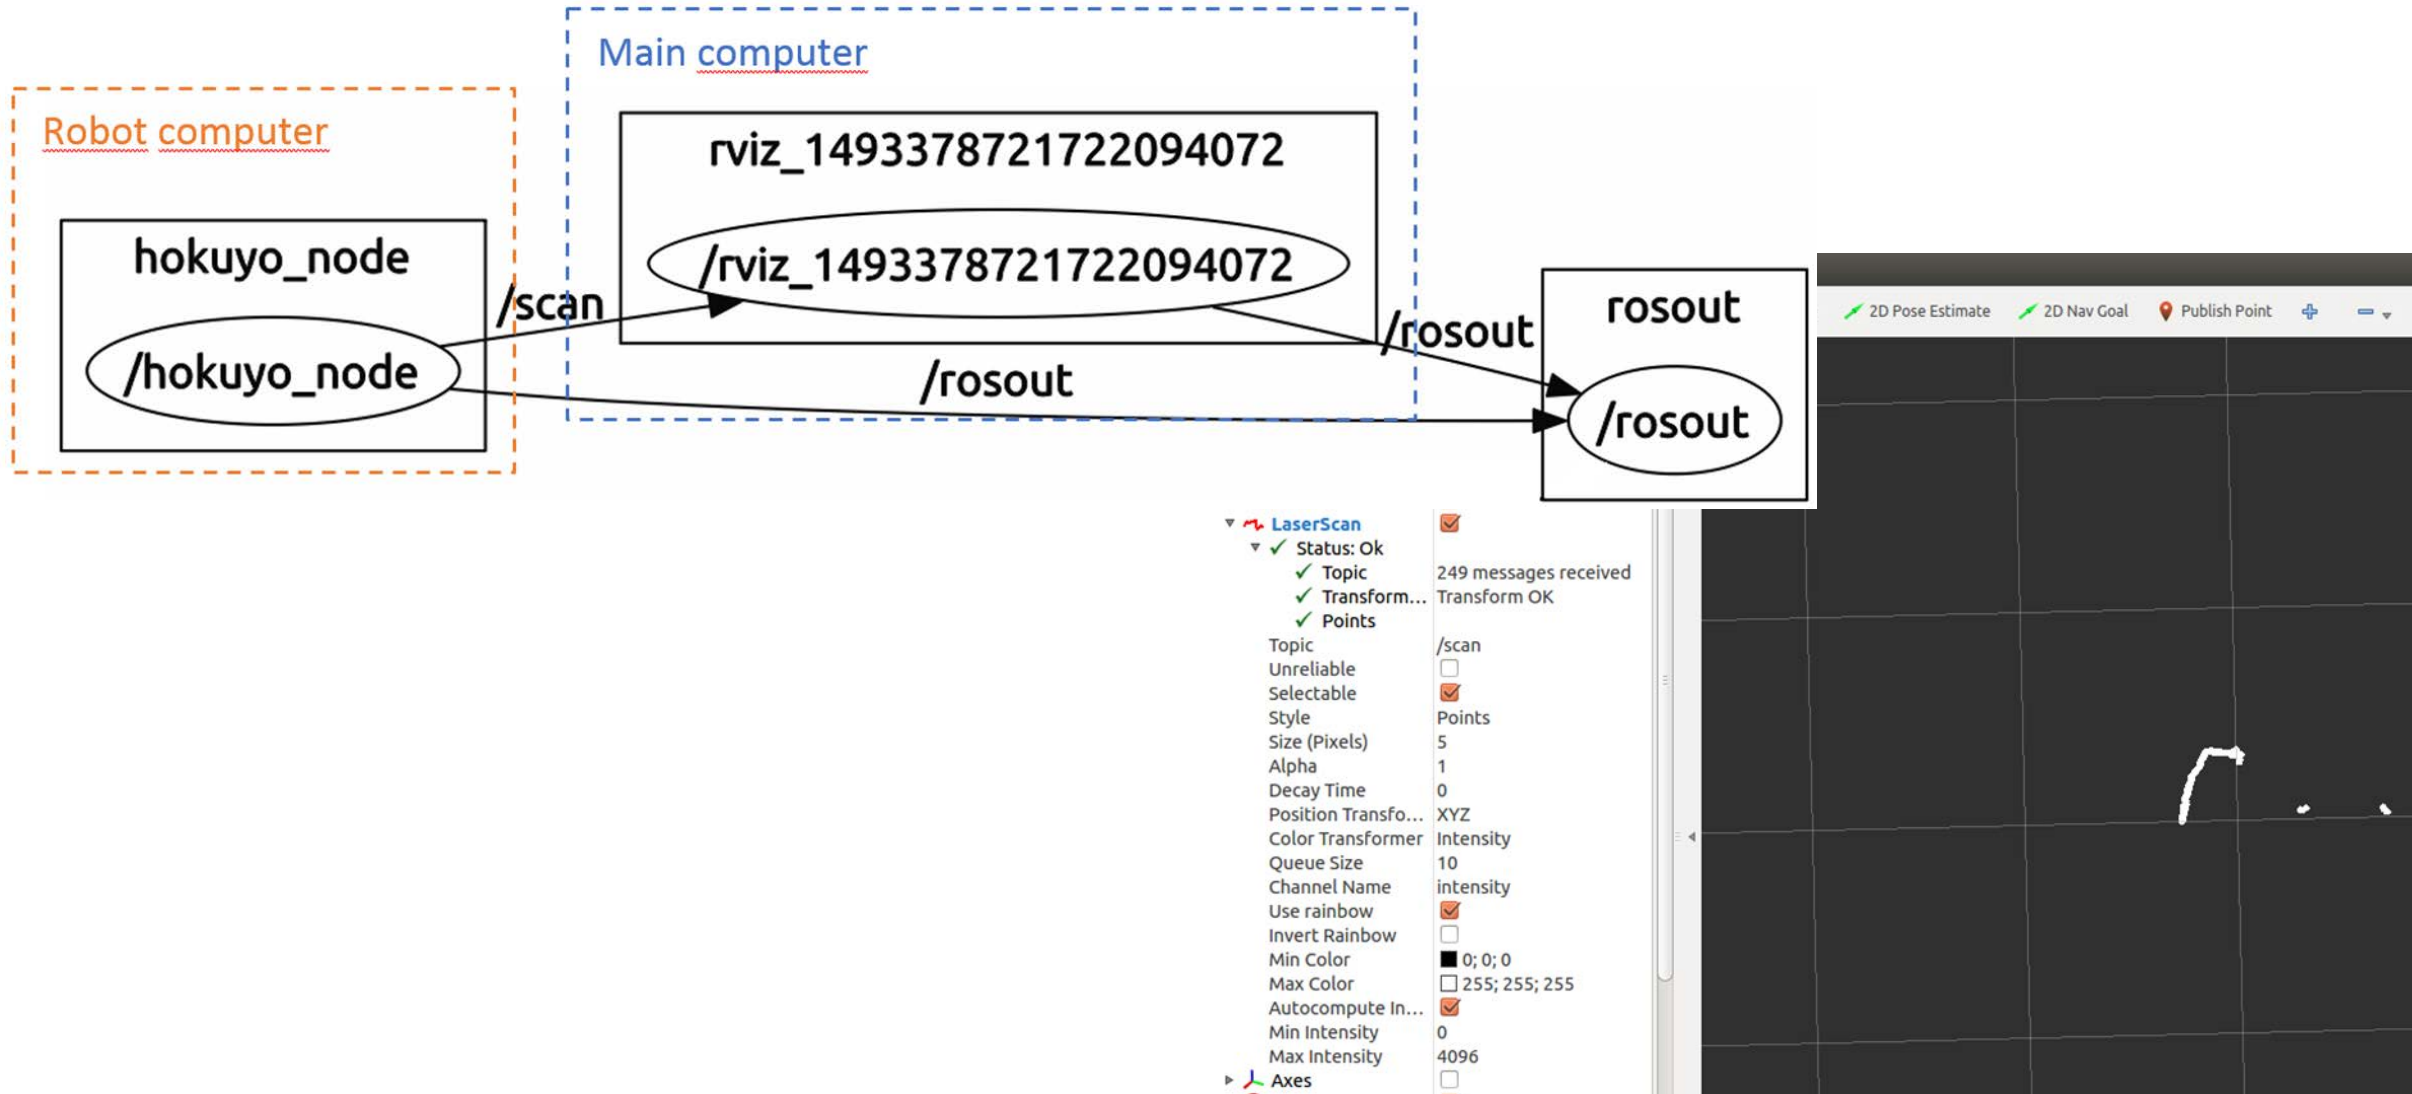 Main computer
Robot computer
rviz_1493378721722094072
hokuyo_node
/rviz_1493378721722094072
/scan
rosout
/rosout
/hokuyo_node
/rosout
/rosout
2D Pose Estimate 2D Nav Goal Publish Point
LaserScan
Status: Ok
Topic 249 messages received
Transform... Transform OK
Points
Topic /scan
Unreliable
Selectable
Style Points
Size (Pixels) 5
Alpha 1
Decay Time 0
Position Transfo... XYZ
Color Transformer Intensity
Queue Size 10
Channel Name intensity
Use rainbow
Invert Rainbow
Min Color 0; 0; 0
Max Color 255; 255; 255
Autocompute In...
Min Intensity 0
Max Intensity 4096
Axes